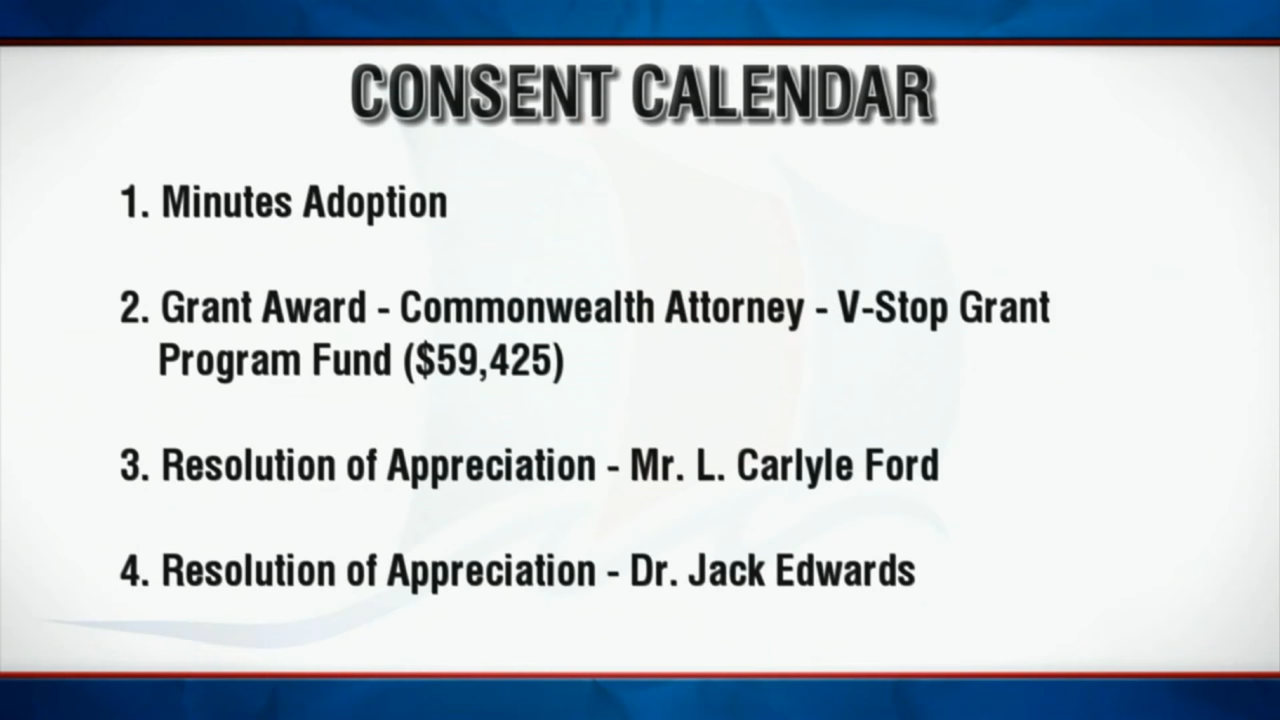 CONSENT CALENDAR
1. Minutes Adoption
2. Grant Award - Commonwealth Attorney - V-Stop Grant
Program Fund ($59,425)
3. Resolution of Appreciation - Mr. L. Carlyle Ford
4. Resolution of Appreciation - Dr. Jack Edwards